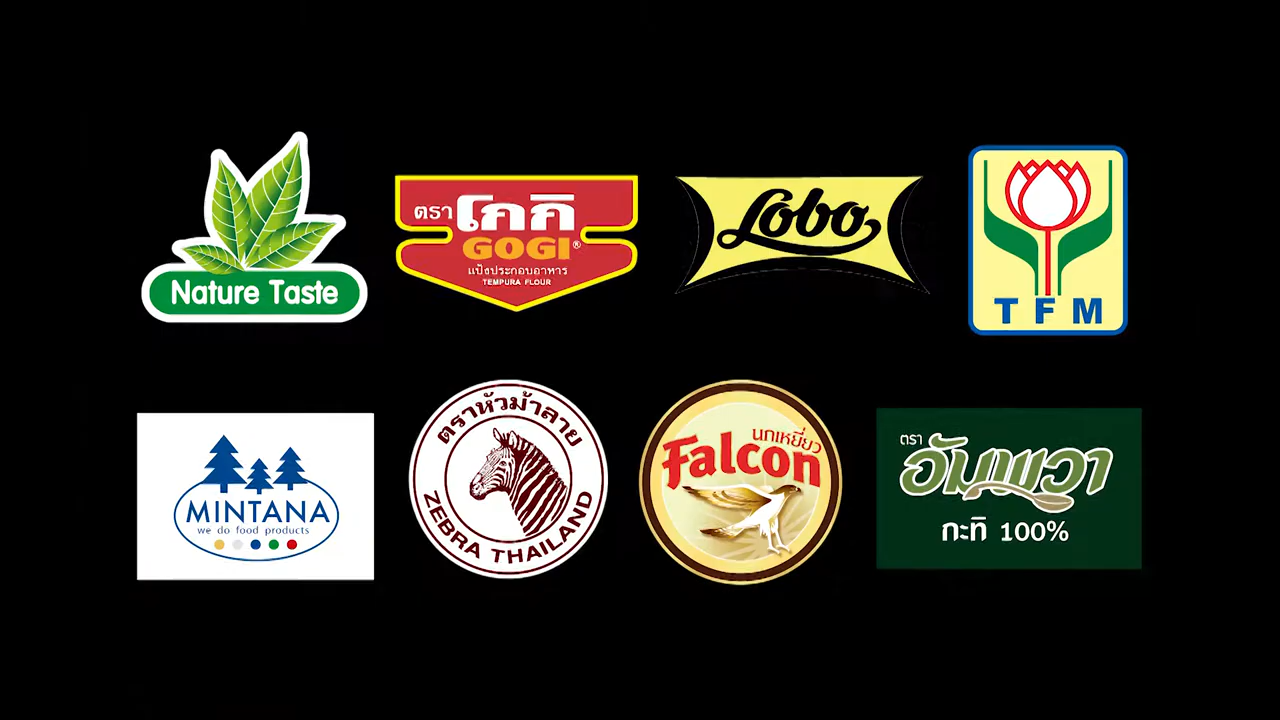 Nature Taste
ตรา โกกิ
GOGI®
แป้งประกอบอาหาร
TEMPURA FLOUR
Lobo
TFM
MINTANA
we do food products
ตราหัวม้าลาย
ZEBRA THAILAND
นกเหยี่ยว
Falcon
ตรา
อัมพวา
กะทิ 100%